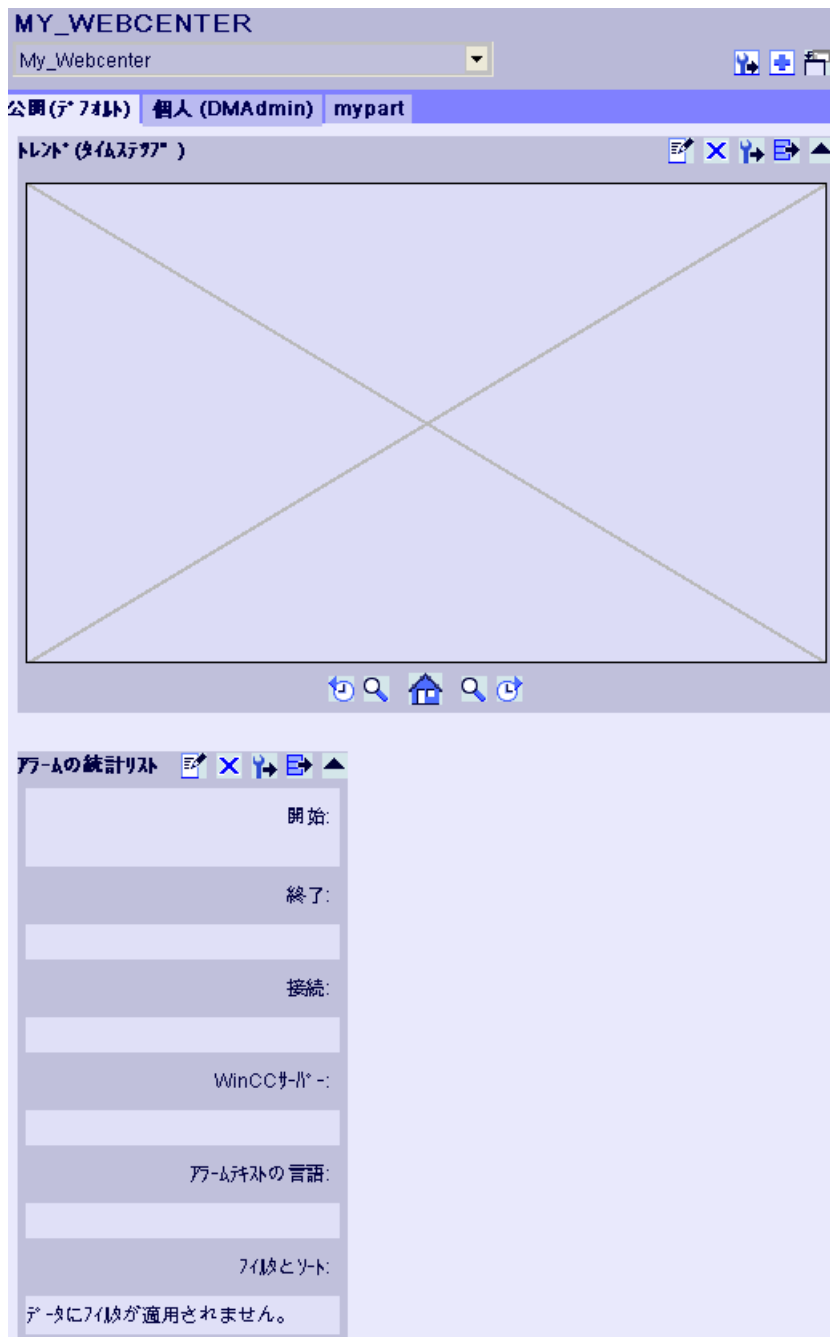 MY_WEBCENTER
My_Webcenter
公開(ﾃﾞﾌｫﾙﾄ) 個人 (DMAdmin) mypart
ﾄﾚﾝﾄﾞ(ﾀｲﾑｽﾃｯﾌﾟ)
ｱﾗｰﾑの統計ﾘｽﾄ
開始:
終了:
接続:
WinCCｻｰﾊﾞｰ:
ｱﾗｰﾑﾃｷｽﾄの言語:
ﾌｨﾙﾀとｿｰﾄ:
ﾃﾞｰﾀにﾌｨﾙﾀが適用されません。